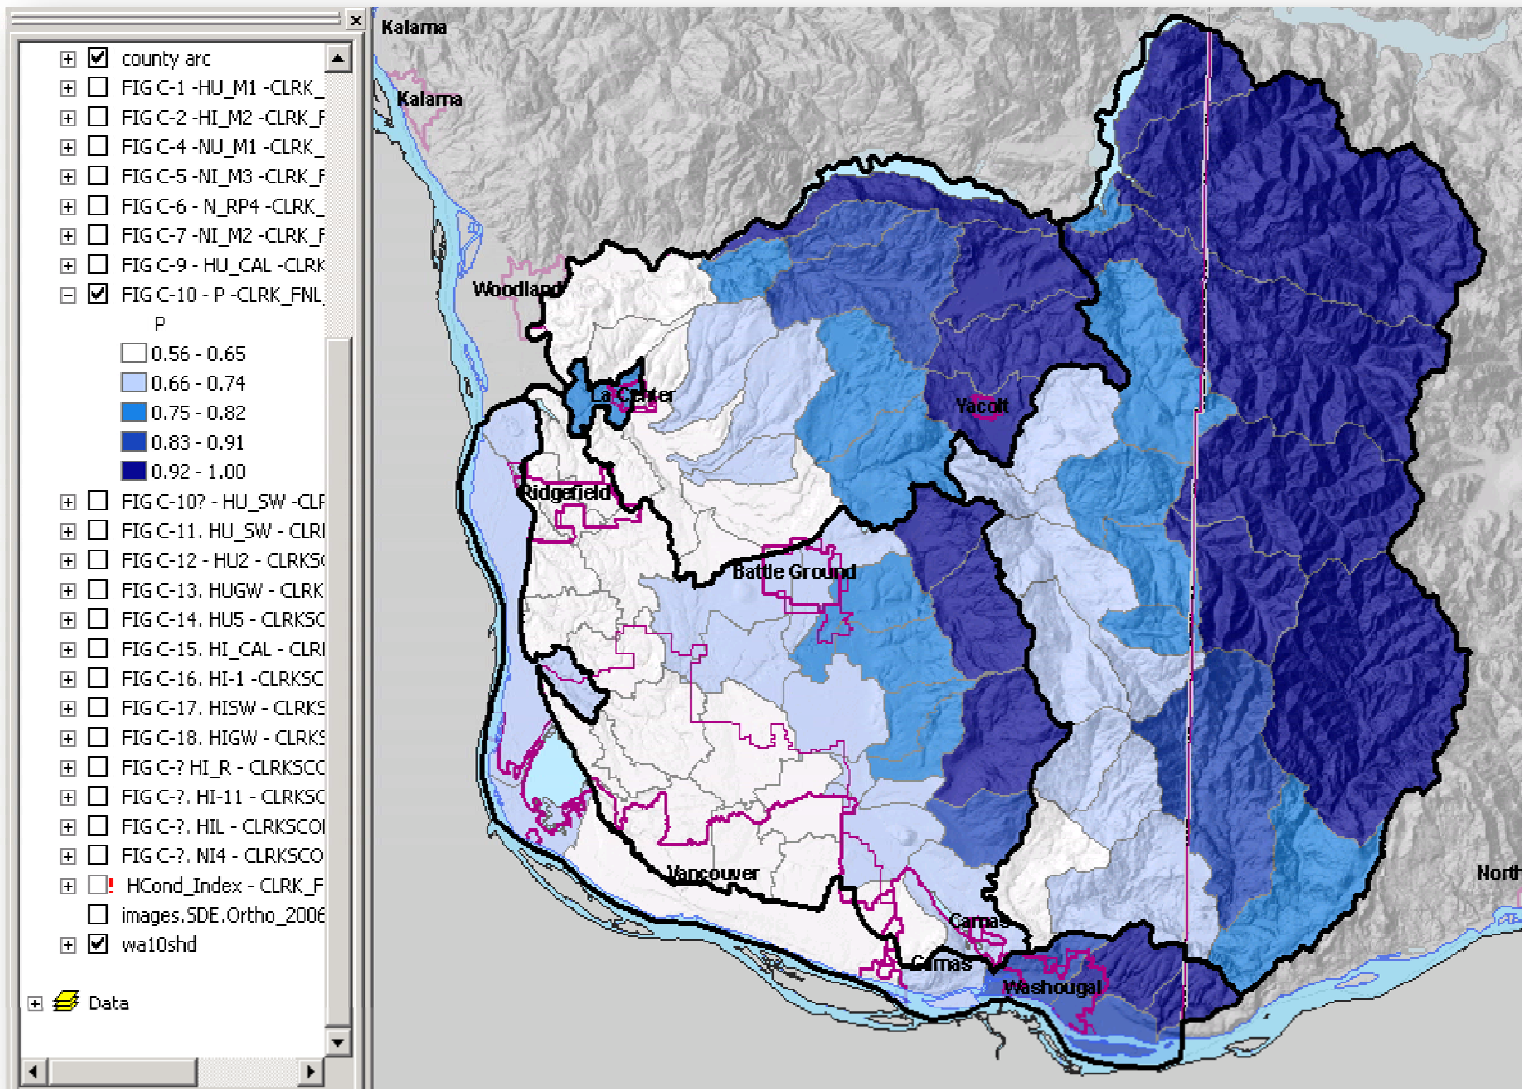 county arc
FIG C-1 -HU_M1 -CLRK_
FIG C-2 -HI_M2 -CLRK_F
FIG C-4 -NU_M1 -CLRK_
FIG C-5 -NI_M3 -CLRK_F
FIG C-6 - N_RP4 -CLRK_
FIG C-7 -NI_M2 -CLRK_F
FIG C-9 - HU_CAL -CLRK
FIG C-10 - P -CLRK_FNL_
P
0.56 - 0.65
0.66 - 0.74
0.75 - 0.82
0.83 - 0.91
0.92 - 1.00
FIG C-10? - HU_SW -CLF
FIG C-11. HU_SW - CLRI
FIG C-12 - HU2 - CLRKS
FIG C-13. HUGW - CLRK
FIG C-14. HU5 - CLRKSC
FIG C-15. HI_CAL - CLRI
FIG C-16. HI-1 -CLRKSC
FIG C-17. HISW - CLRKS
FIG C-18. HIGW - CLRKS
FIG C-? HI_R - CLRKSCC
FIG C-?. HI-11 - CLRKSC
FIG C-?. HIL - CLRKSCOI
FIG C-?. NI4 - CLRKSCO
! HCond_Index - CLRK_F
images.SDE.Ortho_2006
wa10shd
Data
Kalama
Kalama
Woodland
La Center
Yacolt
Ridgefield
Battle Ground
Vancouver
Camas
Camas
Washougal
North